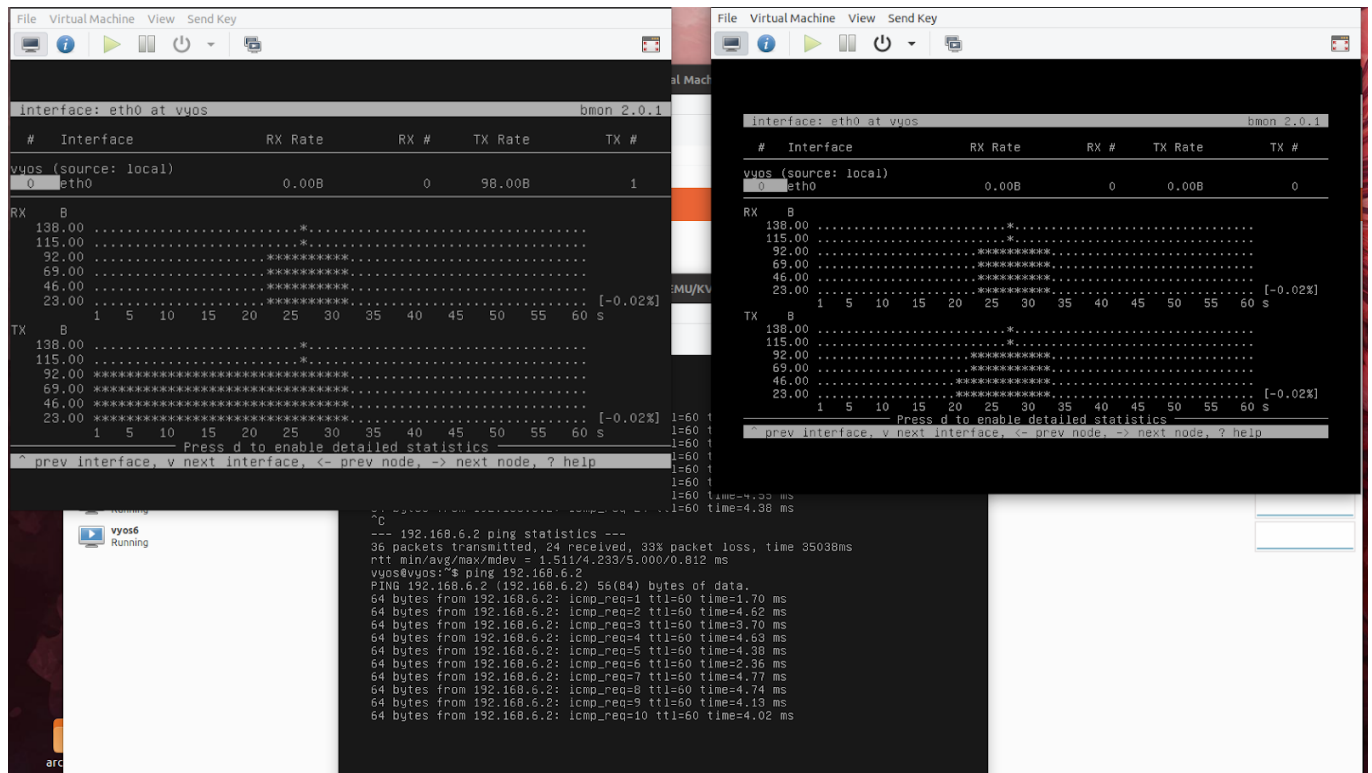 File Virtual Machine View Send Key
interface: eth0 at vyos bmon 2.0.1
# Interface RX Rate RX # TX Rate TX #
vyos (source: local)
0 eth0 0.00B 0 98.00B 1
RX B
138.00 ...........................*....................................
115.00 ...........................*....................................
92.00 .....................**********.............................
69.00 .....................**********.............................
46.00 .....................**********.............................
23.00 .....................**********............................. [-0.02%]
1 5 10 15 20 25 30 35 40 45 50 55 60 s
TX B
138.00 .........................*..................................
115.00 .........................*..................................
92.00 *******************************.............................
69.00 *******************************.............................
46.00 *******************************.............................
23.00 *******************************............................. [-0.02%]
1 5 10 15 20 25 30 35 40 45 50 55 60 s
Press d to enable detailed statistics
^ prev interface, v next interface, <- prev node, -> next node, ? help
File Virtual Machine View Send Key
interface: eth0 at vyos bmon 2.0.1
# Interface RX Rate RX # TX Rate TX #
vyos (source: local)
0 eth0 0.00B 0 0.00B 0
RX B
138.00 ..........................*.................................
115.00 ..........................*.................................
92.00 ......................**********............................
69.00 ......................**********............................
46.00 ......................**********............................
23.00 ......................**********............................ [-0.02%]
1 5 10 15 20 25 30 35 40 45 50 55 60 s
TX B
138.00 ..........................*.................................
115.00 ..........................*.................................
92.00 .....................***********............................
69.00 .....................***********............................
46.00 ...................*************............................
23.00 ...................*************............................ [-0.02%]
1 5 10 15 20 25 30 35 40 45 50 55 60 s
Press d to enable detailed statistics
^ prev interface, v next interface, <- prev node, -> next node, ? help
al Mach
EMU/KV
l=60 time=4.38 ms
^C
--- 192.168.6.2 ping statistics ---
36 packets transmitted, 24 received, 33% packet loss, time 35038ms
rtt min/avg/max/mdev = 1.511/4.233/5.000/0.812 ms
vyos@vyos:~$ ping 192.168.6.2
PING 192.168.6.2 (192.168.6.2) 56(84) bytes of data.
64 bytes from 192.168.6.2: icmp_req=1 ttl=60 time=1.70 ms
64 bytes from 192.168.6.2: icmp_req=2 ttl=60 time=4.62 ms
64 bytes from 192.168.6.2: icmp_req=3 ttl=60 time=3.70 ms
64 bytes from 192.168.6.2: icmp_req=4 ttl=60 time=4.63 ms
64 bytes from 192.168.6.2: icmp_req=5 ttl=60 time=4.38 ms
64 bytes from 192.168.6.2: icmp_req=6 ttl=60 time=2.36 ms
64 bytes from 192.168.6.2: icmp_req=7 ttl=60 time=4.77 ms
64 bytes from 192.168.6.2: icmp_req=8 ttl=60 time=4.74 ms
64 bytes from 192.168.6.2: icmp_req=9 ttl=60 time=4.13 ms
64 bytes from 192.168.6.2: icmp_req=10 ttl=60 time=4.02 ms
vyos6
Running
arc